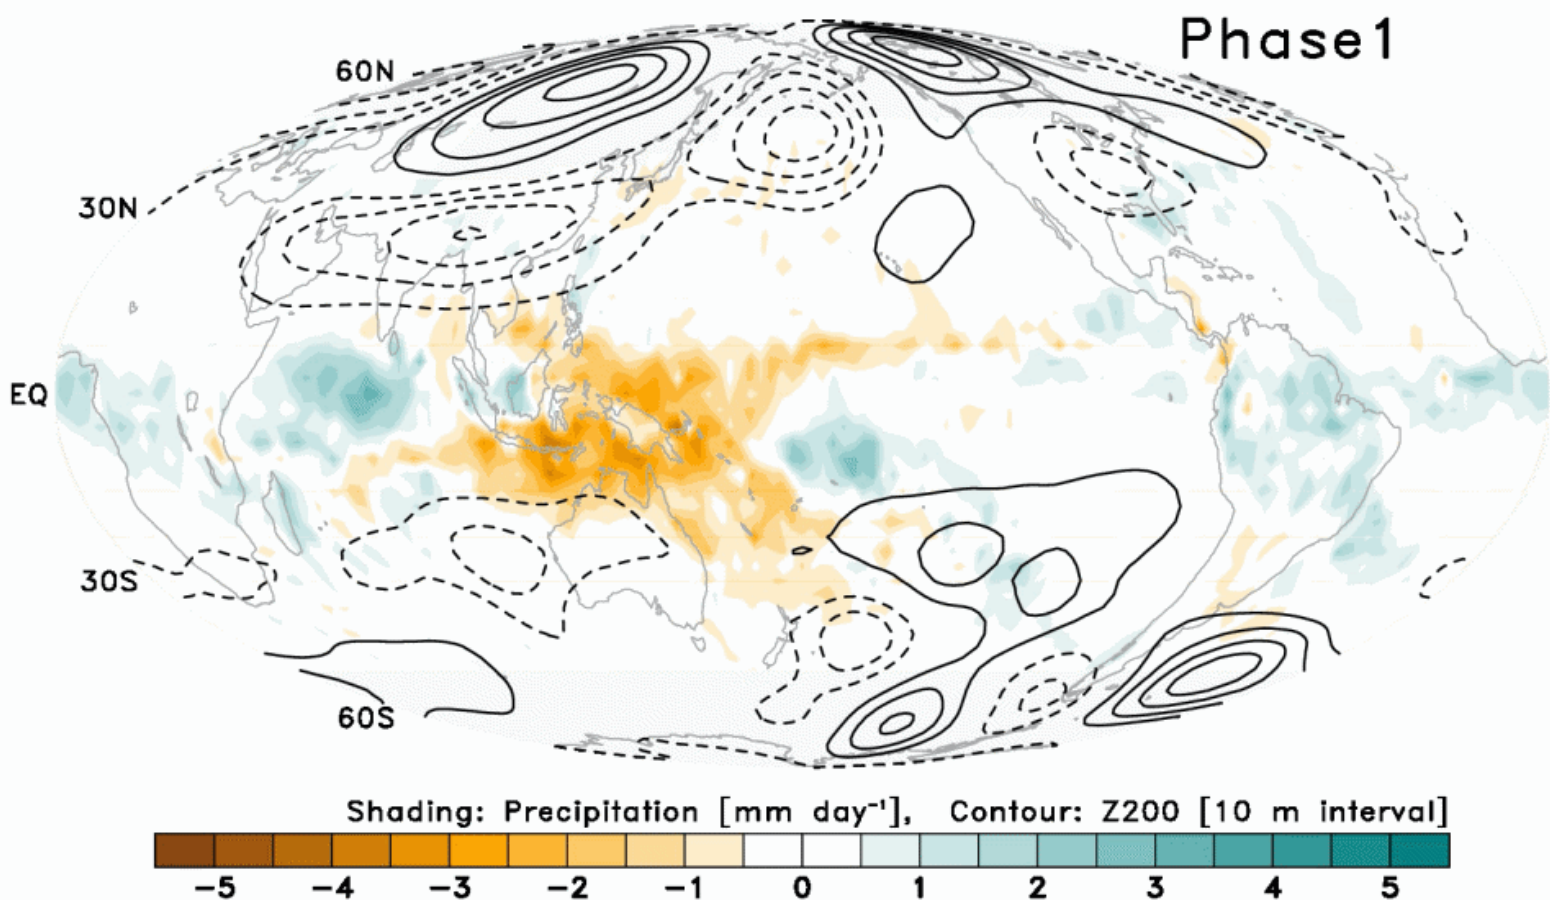 Phase1
60N
30N
EQ
30S
60S
Shading: Precipitation [mm day⁻¹], Contour: Z200 [10 m interval]
−5 −4 −3 −2 −1 0 1 2 3 4 5